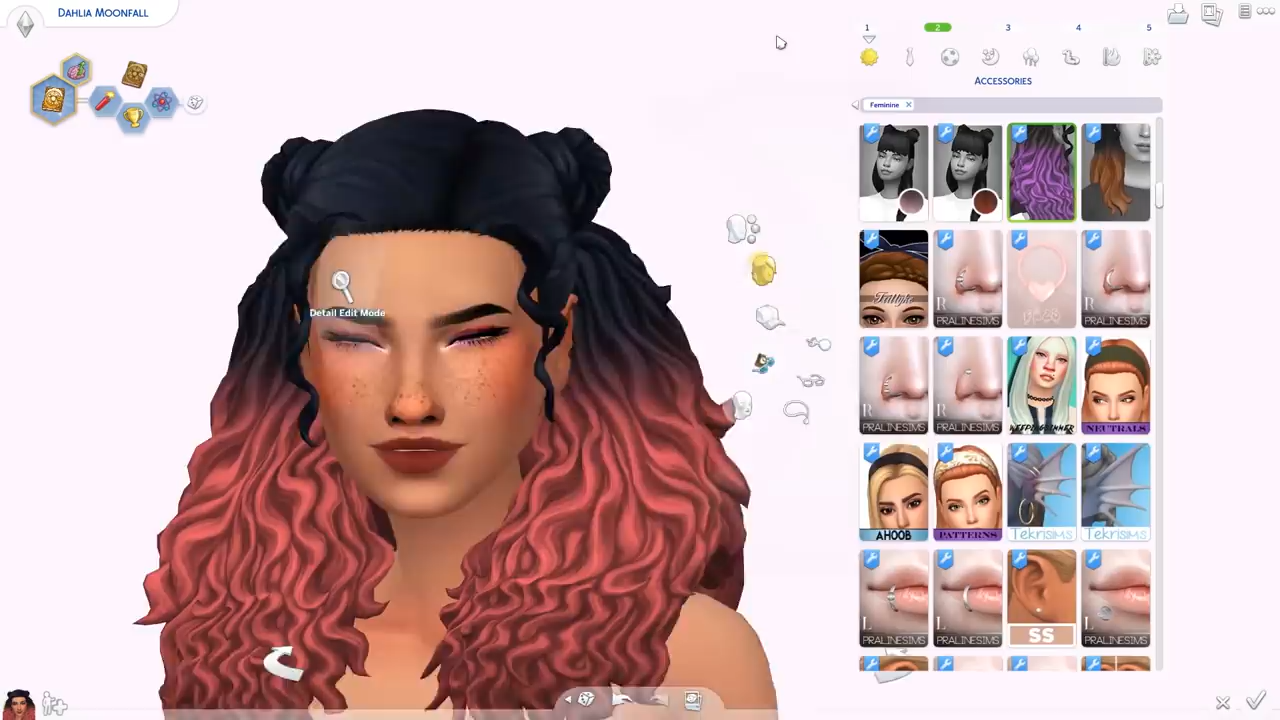 Dahlia Moonfall
1 2 3 4 5
Accessories
Feminine
Detail Edit Mode
R
PRALINESIMS
R
PRALINESIMS
R
PRALINESIMS
R
PRALINESIMS
NEUTRALS
AHOOB
PATTERNS
TEKRISIMS
TEKRISIMS
L
PRALINESIMS
L
PRALINESIMS
SS
L
PRALINESIMS